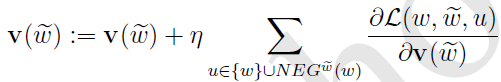 v(w̃) := v(w̃) + η ∑_{u∈{w}∪NEG^{w̃}(w)} ∂ℒ(w, w̃, u) / ∂v(w̃)